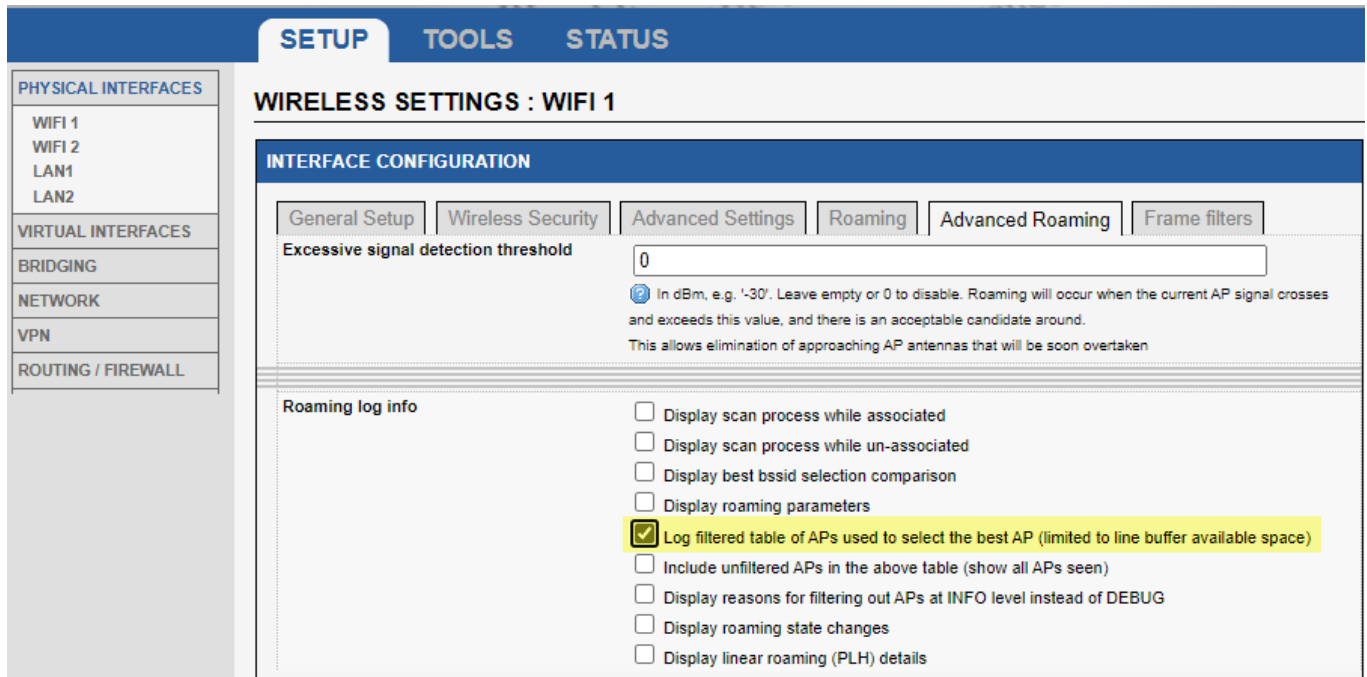 SETUP TOOLS STATUS
PHYSICAL INTERFACES
WIFI 1
WIFI 2
LAN1
LAN2
VIRTUAL INTERFACES
BRIDGING
NETWORK
VPN
ROUTING / FIREWALL
WIRELESS SETTINGS : WIFI 1
INTERFACE CONFIGURATION
General Setup Wireless Security Advanced Settings Roaming Advanced Roaming Frame filters
Excessive signal detection threshold
0
In dBm, e.g. '-30'. Leave empty or 0 to disable. Roaming will occur when the current AP signal crosses
and exceeds this value, and there is an acceptable candidate around.
This allows elimination of approaching AP antennas that will be soon overtaken
Roaming log info
Display scan process while associated
Display scan process while un-associated
Display best bssid selection comparison
Display roaming parameters
Log filtered table of APs used to select the best AP (limited to line buffer available space)
Include unfiltered APs in the above table (show all APs seen)
Display reasons for filtering out APs at INFO level instead of DEBUG
Display roaming state changes
Display linear roaming (PLH) details